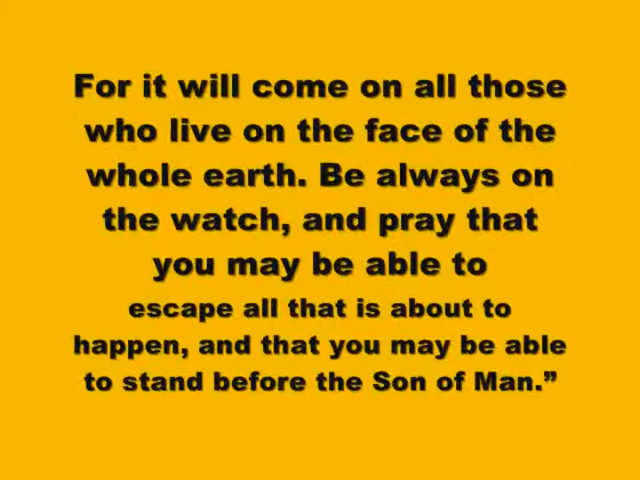 For it will come on all those
who live on the face of the
whole earth. Be always on
the watch, and pray that
you may be able to
escape all that is about to
happen, and that you may be able
to stand before the Son of Man.”